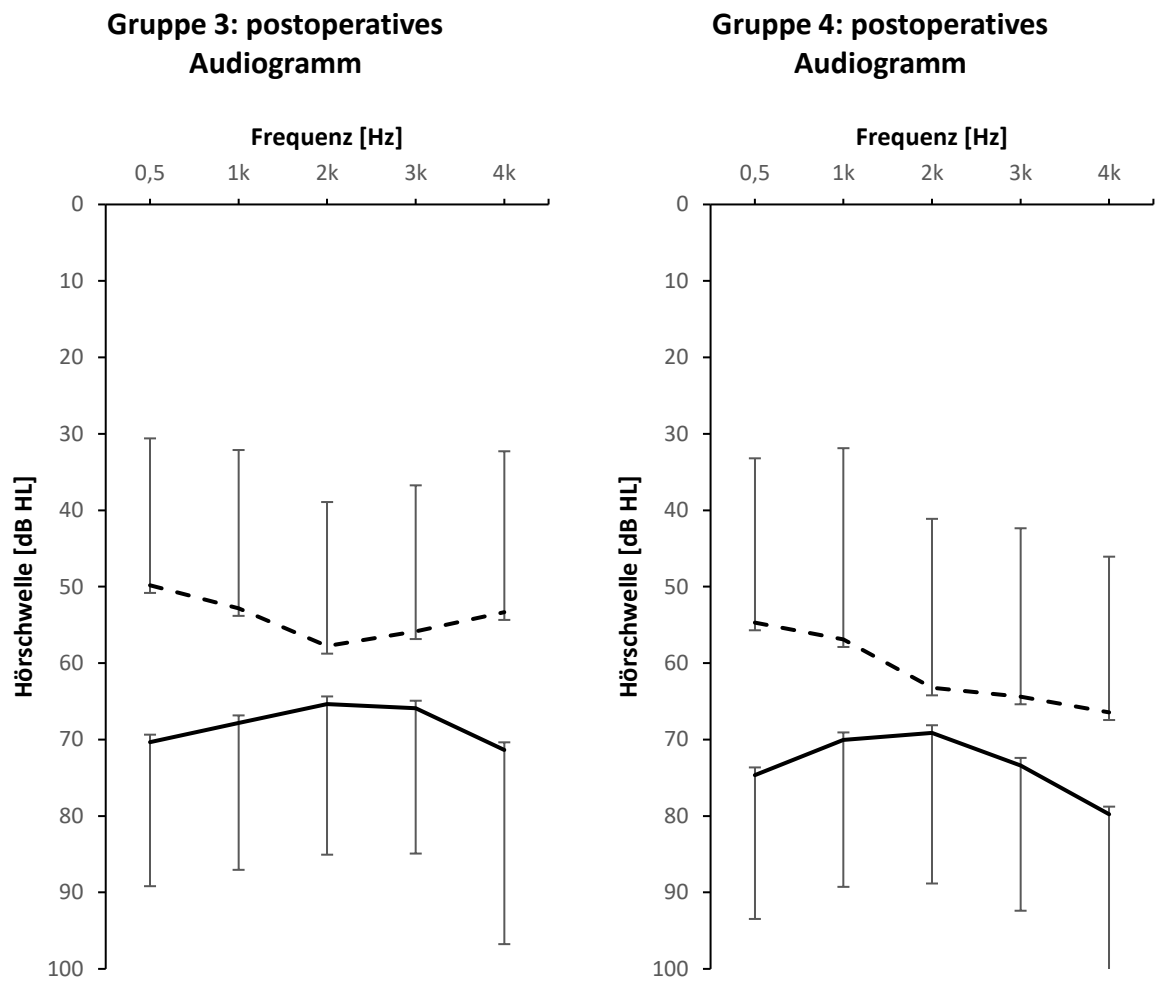 Gruppe 3: postoperatives
Audiogramm
Frequenz [Hz]
0,5 1k 2k 3k 4k
0
10
20
30
40
50
60
70
80
90
100
Hörschwelle [dB HL]
Gruppe 4: postoperatives
Audiogramm
Frequenz [Hz]
0,5 1k 2k 3k 4k
0
10
20
30
40
50
60
70
80
90
100
Hörschwelle [dB HL]